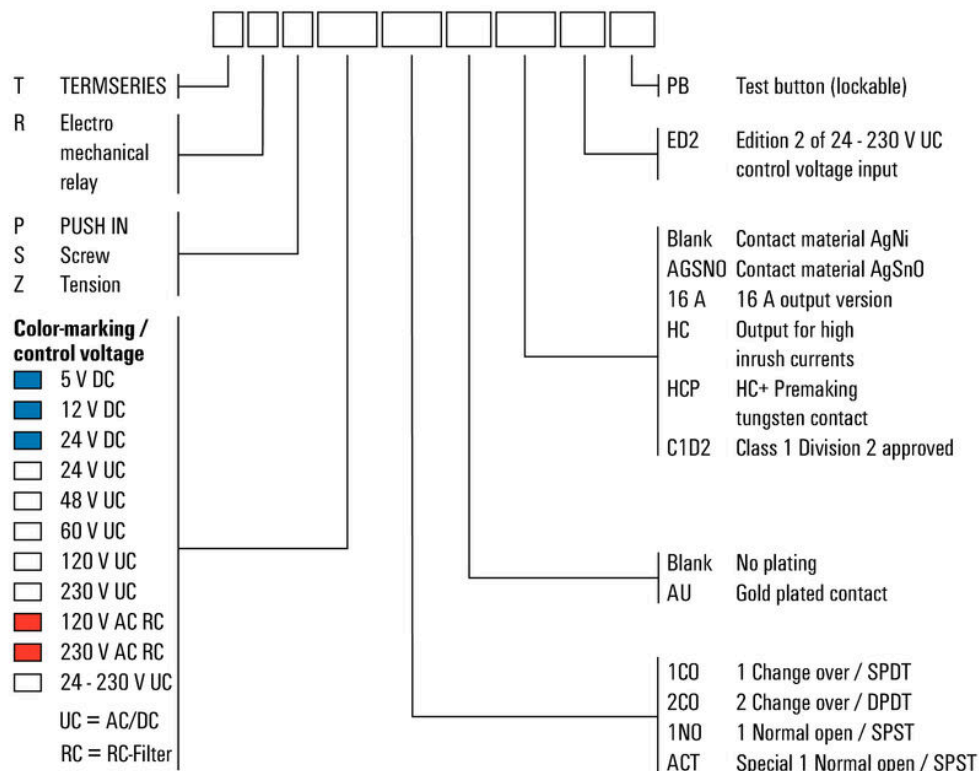 T TERMSERIES
R Electro
mechanical
relay
P PUSH IN
S Screw
Z Tension
Color-marking /
control voltage
5 V DC
12 V DC
24 V DC
24 V UC
48 V UC
60 V UC
120 V UC
230 V UC
120 V AC RC
230 V AC RC
24 - 230 V UC
UC = AC/DC
RC = RC-Filter
PB Test button (lockable)
ED2 Edition 2 of 24 - 230 V UC
control voltage input
Blank Contact material AgNi
AGSNO Contact material AgSnO
16 A 16 A output version
HC Output for high
inrush currents
HCP HC+ Premaking
tungsten contact
C1D2 Class 1 Division 2 approved
Blank No plating
AU Gold plated contact
1CO 1 Change over / SPDT
2CO 2 Change over / DPDT
1NO 1 Normal open / SPST
ACT Special 1 Normal open / SPST